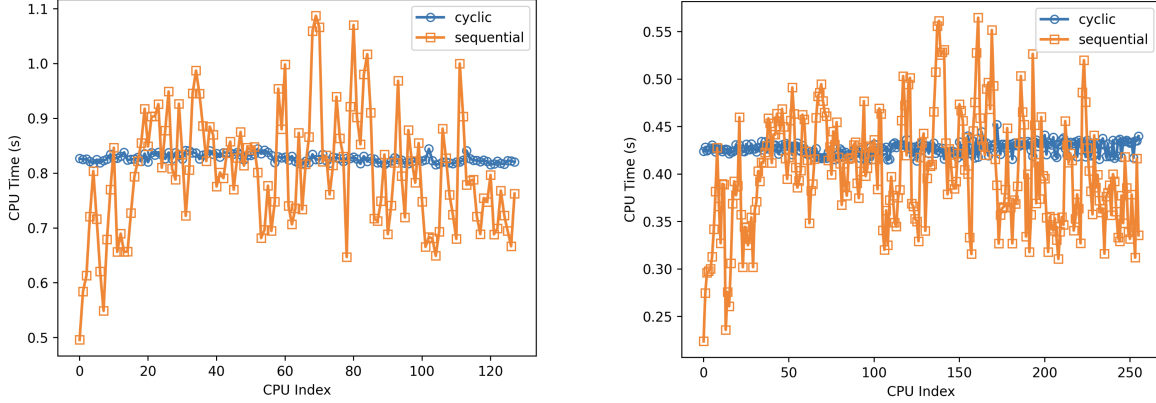 1.1
1.0
0.9
0.8
0.7
0.6
0.5
CPU Time (s)
0 20 40 60 80 100 120
CPU Index
cyclic
sequential
0.55
0.50
0.45
0.40
0.35
0.30
0.25
CPU Time (s)
0 50 100 150 200 250
CPU Index
cyclic
sequential